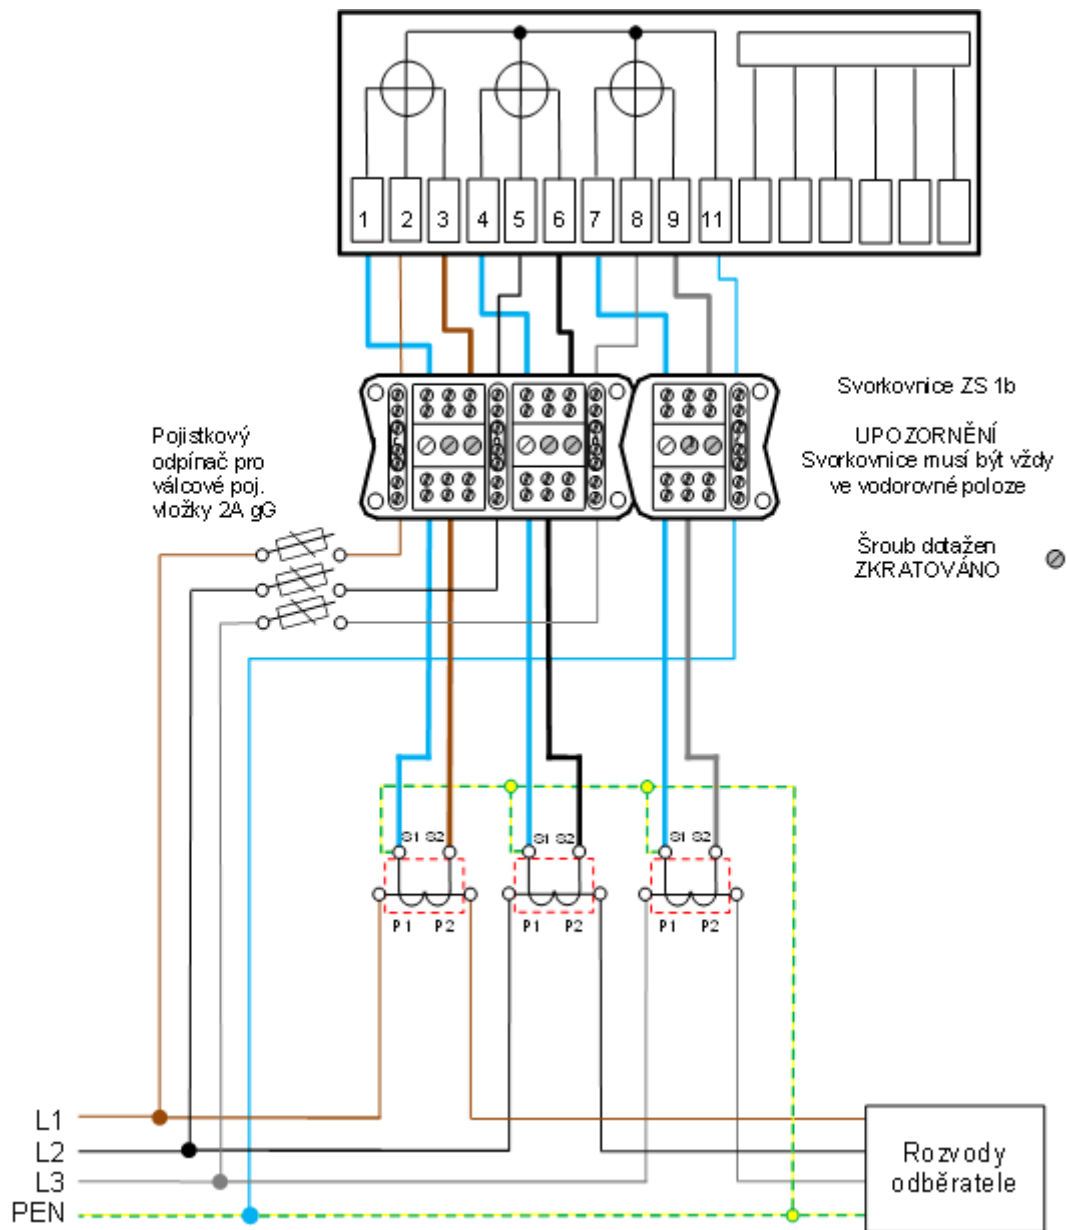 1 2 3 4 5 6 7 8 9 11
Svorkovnice ZS 1b
UPOZORNĚNÍ
Svorkovnice musí být vždy
ve vodorovné poloze
Pojistkový
odpínač pro
válcové poj.
vložky 2A gG
Šroub dotažen
ZKRATOVÁNO
S1 S2 S1 S2 S1 S2
P1 P2 P1 P2 P1 P2
L1
L2
L3
PEN
Rozvody
odběratele